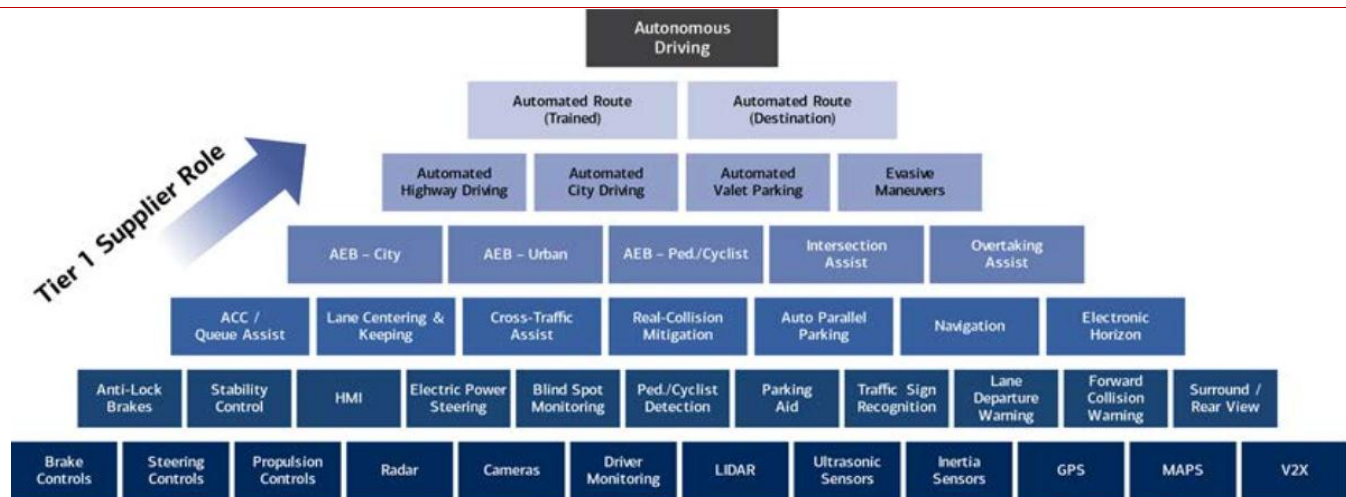 Autonomous
Driving
Automated Route
(Trained)
Automated Route
(Destination)
Tier 1 Supplier Role
Automated
Highway Driving
Automated
City Driving
Automated
Valet Parking
Evasive
Maneuvers
AEB – City
AEB – Urban
AEB – Ped./Cyclist
Intersection
Assist
Overtaking
Assist
ACC /
Queue Assist
Lane Centering &
Keeping
Cross-Traffic
Assist
Real-Collision
Mitigation
Auto Parallel
Parking
Navigation
Electronic
Horizon
Anti-Lock
Brakes
Stability
Control
HMI
Electric Power
Steering
Blind Spot
Monitoring
Ped./Cyclist
Detection
Parking
Aid
Traffic Sign
Recognition
Lane
Departure
Warning
Forward
Collision
Warning
Surround /
Rear View
Brake
Controls
Steering
Controls
Propulsion
Controls
Radar
Cameras
Driver
Monitoring
LIDAR
Ultrasonic
Sensors
Inertia
Sensors
GPS
MAPS
V2X